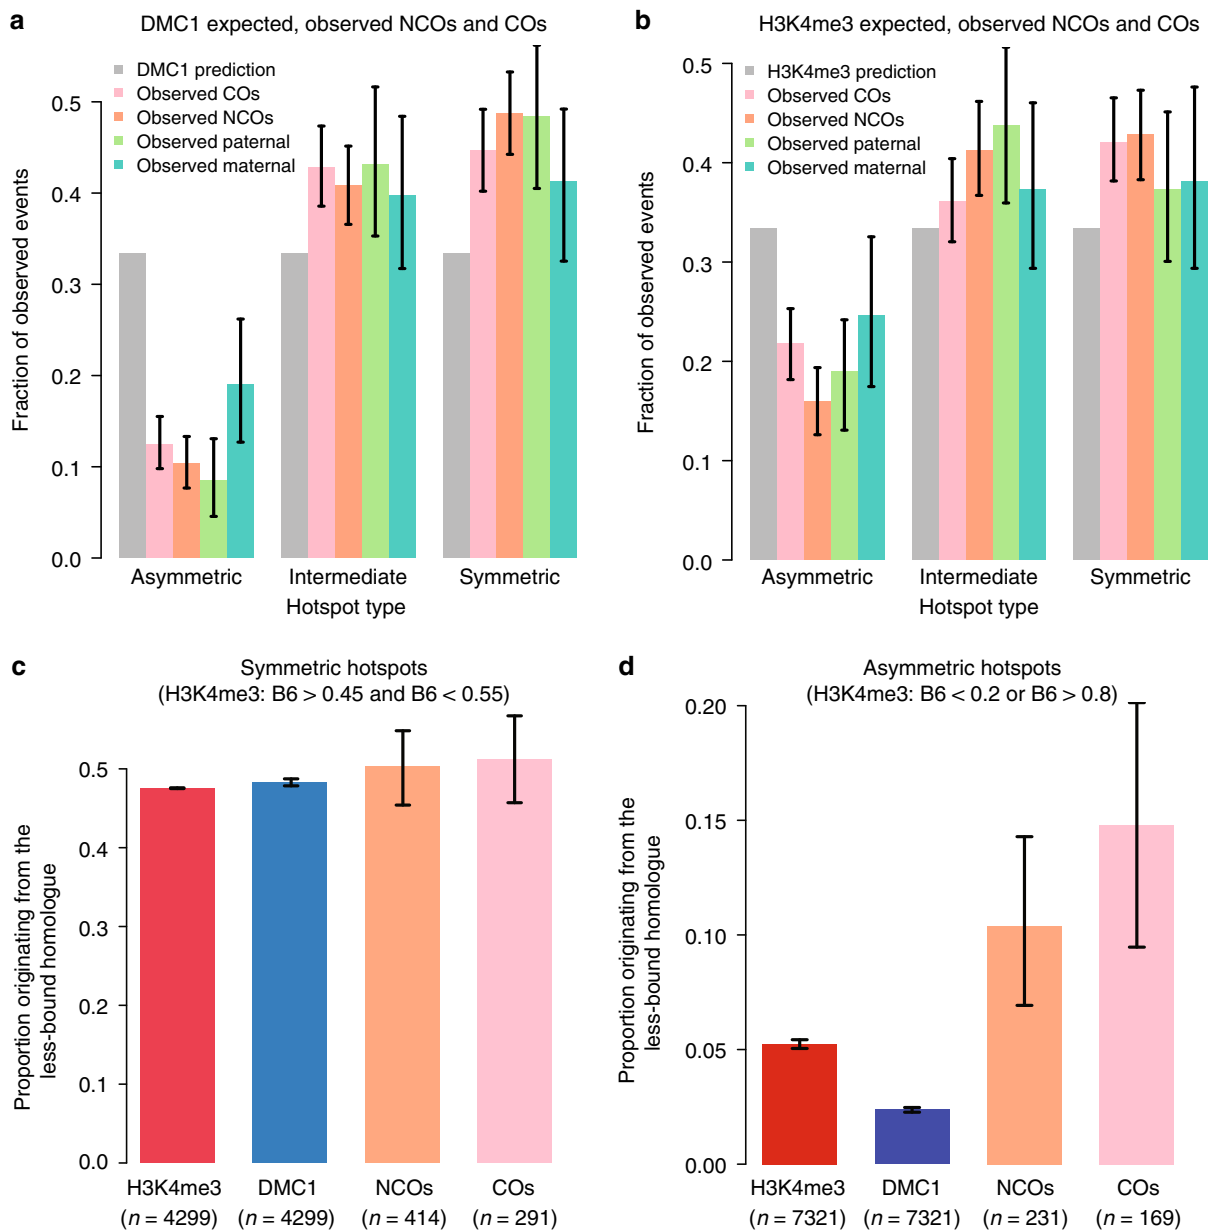 a
DMC1 expected, observed NCOs and COs
DMC1 prediction
Observed COs
Observed NCOs
Observed paternal
Observed maternal
Fraction of observed events
0.5
0.4
0.3
0.2
0.1
0.0
Asymmetric
Intermediate
Symmetric
Hotspot type
b
H3K4me3 expected, observed NCOs and COs
H3K4me3 prediction
Observed COs
Observed NCOs
Observed paternal
Observed maternal
Fraction of observed events
0.5
0.4
0.3
0.2
0.1
0.0
Asymmetric
Intermediate
Symmetric
Hotspot type
c
Symmetric hotspots
(H3K4me3: B6 > 0.45 and B6 < 0.55)
Proportion originating from the
less-bound homologue
0.5
0.4
0.3
0.2
0.1
0.0
H3K4me3
(n = 4299)
DMC1
(n = 4299)
NCOs
(n = 414)
COs
(n = 291)
d
Asymmetric hotspots
(H3K4me3: B6 < 0.2 or B6 > 0.8)
Proportion originating from the
less-bound homologue
0.20
0.15
0.10
0.05
0.00
H3K4me3
(n = 7321)
DMC1
(n = 7321)
NCOs
(n = 231)
COs
(n = 169)